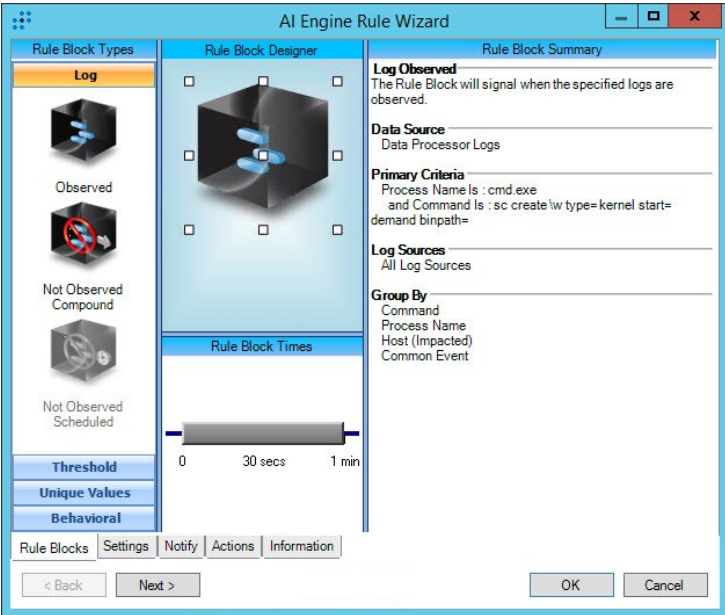 AI Engine Rule Wizard
Rule Block Types
Log
Observed
Not Observed
Compound
Not Observed
Scheduled
Threshold
Unique Values
Behavioral
Rule Block Designer
Rule Block Times
0 30 secs 1 min
Rule Block Summary
Log Observed
The Rule Block will signal when the specified logs are
observed.
Data Source
Data Processor Logs
Primary Criteria
Process Name Is : cmd.exe
and Command Is : sc create \w type= kernel start=
demand binpath=
Log Sources
All Log Sources
Group By
Command
Process Name
Host (Impacted)
Common Event
Rule Blocks Settings Notify Actions Information
< Back Next > OK Cancel